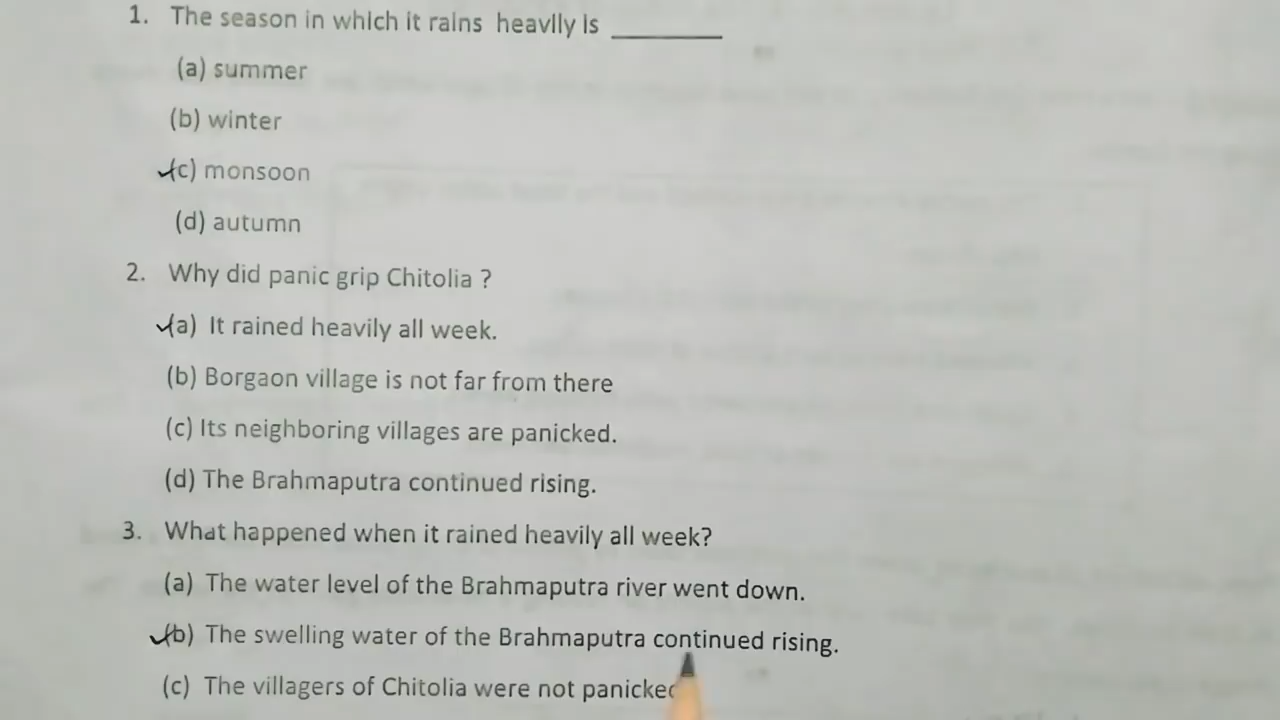 1. The season in which it rains heavily is ________
(a) summer
(b) winter
(c) monsoon
(d) autumn
2. Why did panic grip Chitolia ?
(a) It rained heavily all week.
(b) Borgaon village is not far from there
(c) Its neighboring villages are panicked.
(d) The Brahmaputra continued rising.
3. What happened when it rained heavily all week?
(a) The water level of the Brahmaputra river went down.
(b) The swelling water of the Brahmaputra continued rising.
(c) The villagers of Chitolia were not panicked